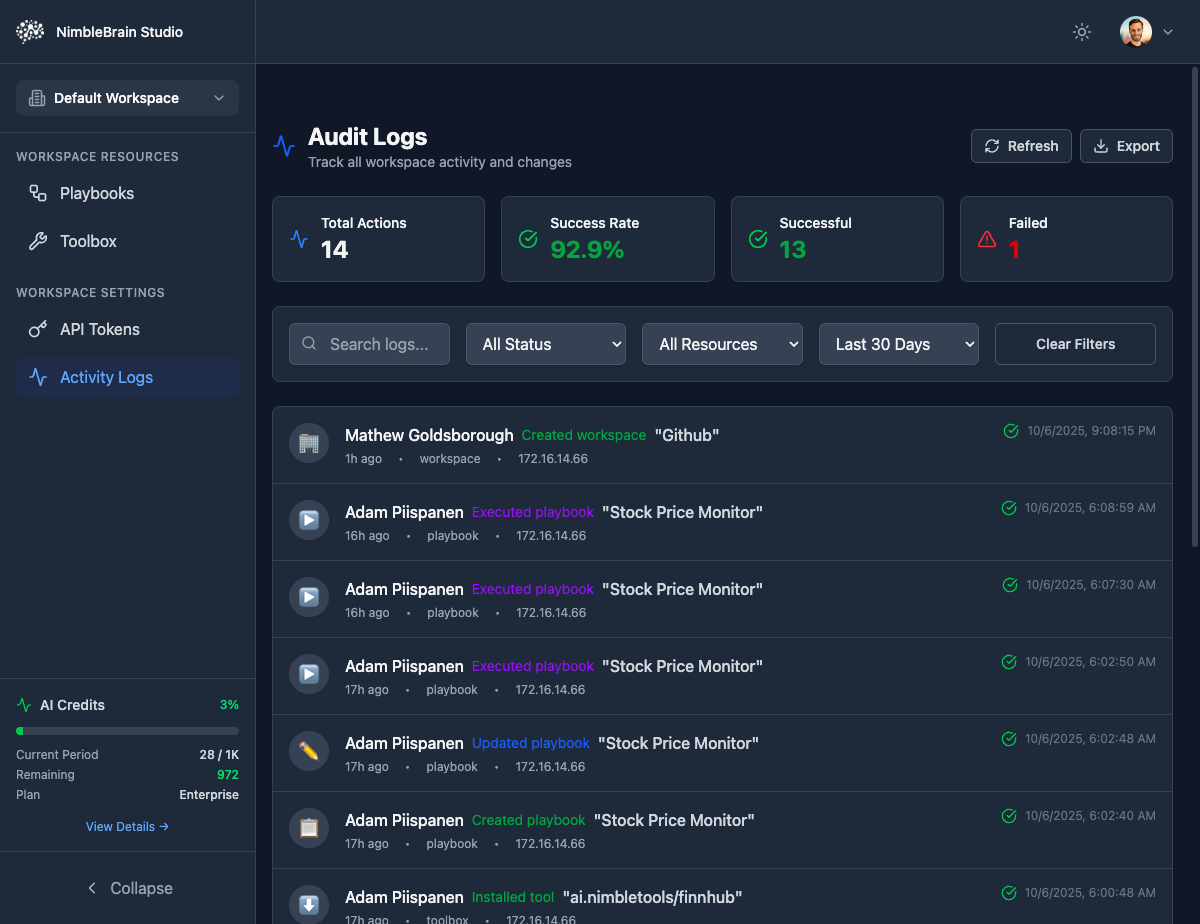 NimbleBrain Studio
Default Workspace
WORKSPACE RESOURCES
Playbooks
Toolbox
WORKSPACE SETTINGS
API Tokens
Activity Logs
AI Credits 3%
Current Period 28 / 1K
Remaining 972
Plan Enterprise
View Details →
Collapse
Audit Logs
Track all workspace activity and changes
Refresh
Export
Total Actions
14
Success Rate
92.9%
Successful
13
Failed
1
Search logs...
All Status
All Resources
Last 30 Days
Clear Filters
Mathew Goldsborough Created workspace "Github" 10/6/2025, 9:08:15 PM
1h ago • workspace • 172.16.14.66
Adam Piispanen Executed playbook "Stock Price Monitor" 10/6/2025, 6:08:59 AM
16h ago • playbook • 172.16.14.66
Adam Piispanen Executed playbook "Stock Price Monitor" 10/6/2025, 6:07:30 AM
16h ago • playbook • 172.16.14.66
Adam Piispanen Executed playbook "Stock Price Monitor" 10/6/2025, 6:02:50 AM
17h ago • playbook • 172.16.14.66
Adam Piispanen Updated playbook "Stock Price Monitor" 10/6/2025, 6:02:48 AM
17h ago • playbook • 172.16.14.66
Adam Piispanen Created playbook "Stock Price Monitor" 10/6/2025, 6:02:40 AM
17h ago • playbook • 172.16.14.66
Adam Piispanen Installed tool "ai.nimbletools/finnhub" 10/6/2025, 6:00:48 AM
17h ago • toolbox • 172.16.14.66